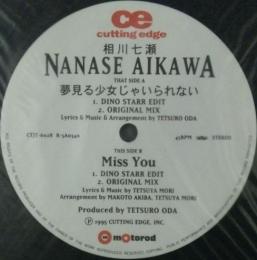 ce
cutting edge
相川七瀬
NANASE AIKAWA
THAT SIDE A
夢見る少女じゃいられない
1. DINO STARR EDIT
2. ORIGINAL MIX
Lyrics & Music & Arrangement by TETSURO ODA
45RPM STEREO
THIS SIDE B
Miss You
1. DINO STARR EDIT
2. ORIGINAL MIX
Lyrics & Music by TETSUYA MORI
Arrangement by MAKOTO AKIBA, TETSUYA MORI
Produced by TETSURO ODA
Ⓟ 1995 CUTTING EDGE, INC.
motorod